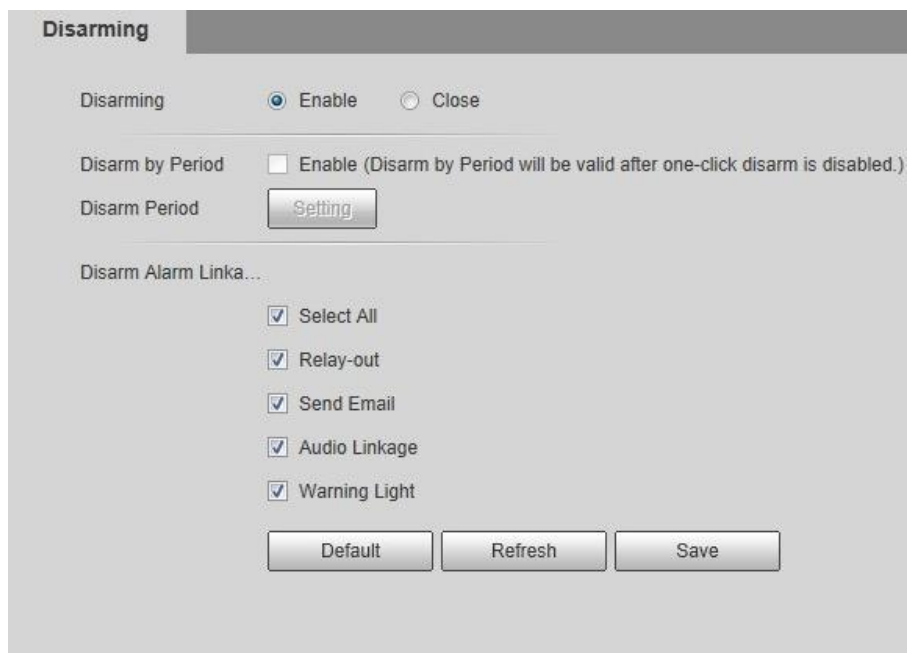 Disarming
Disarming Enable Close
Disarm by Period Enable (Disarm by Period will be valid after one-click disarm is disabled.)
Disarm Period Setting
Disarm Alarm Linka...
Select All
Relay-out
Send Email
Audio Linkage
Warning Light
Default Refresh Save